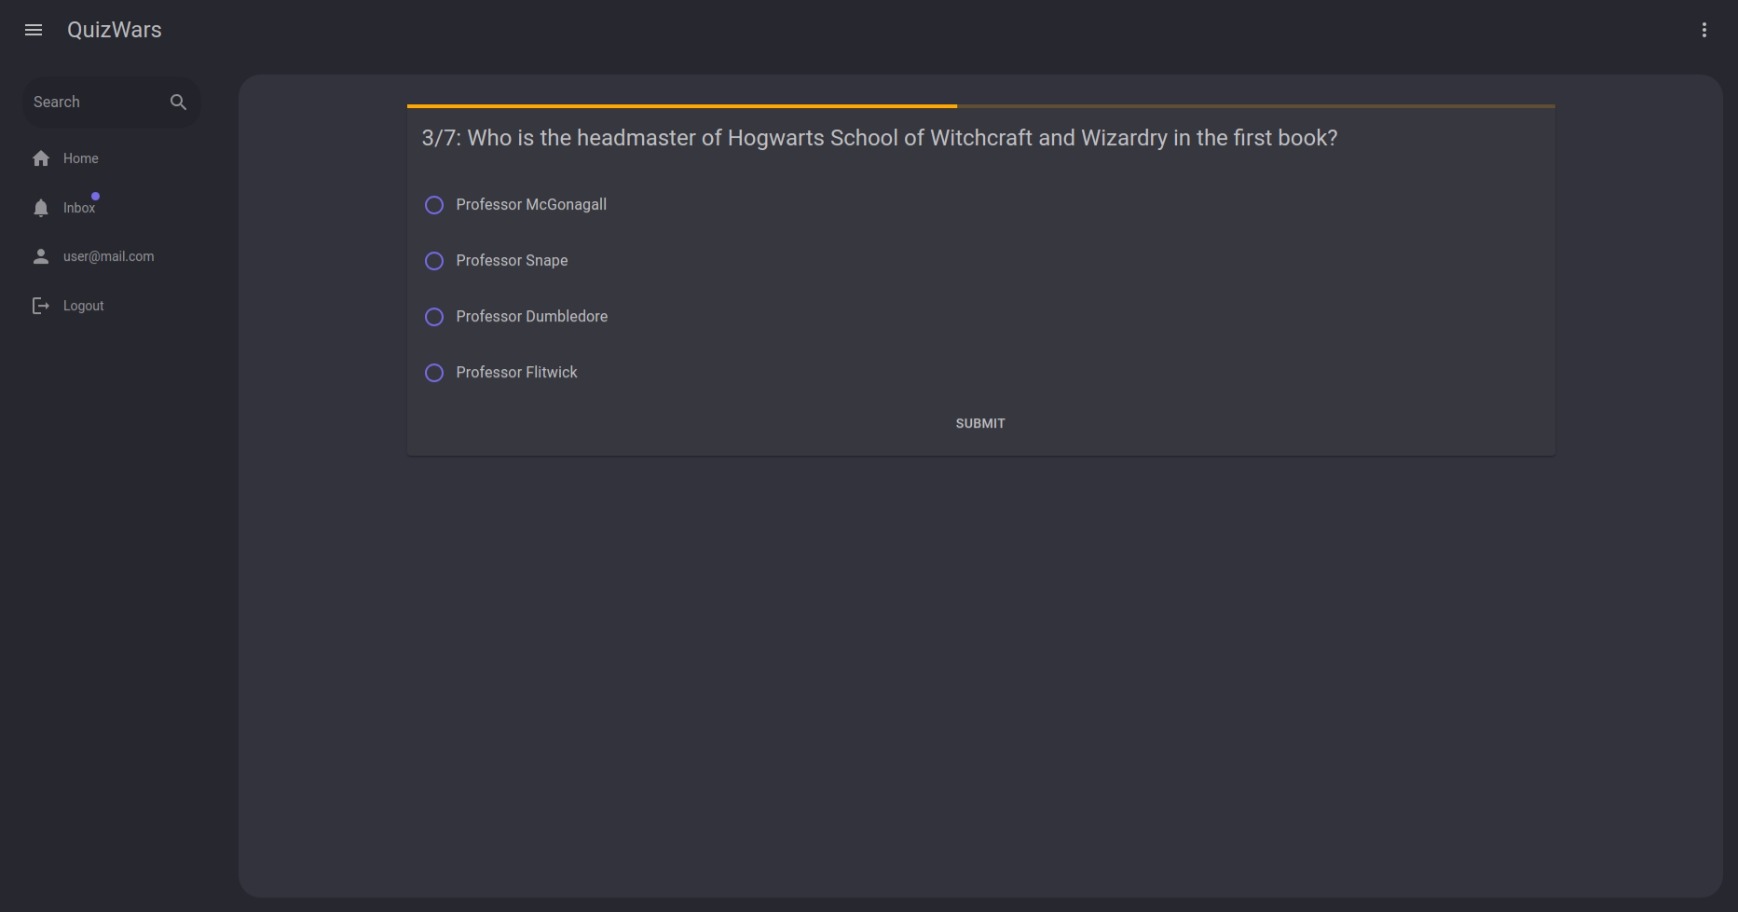 QuizWars
Search
Home
Inbox
user@mail.com
Logout
3/7: Who is the headmaster of Hogwarts School of Witchcraft and Wizardry in the first book?
Professor McGonagall
Professor Snape
Professor Dumbledore
Professor Flitwick
SUBMIT